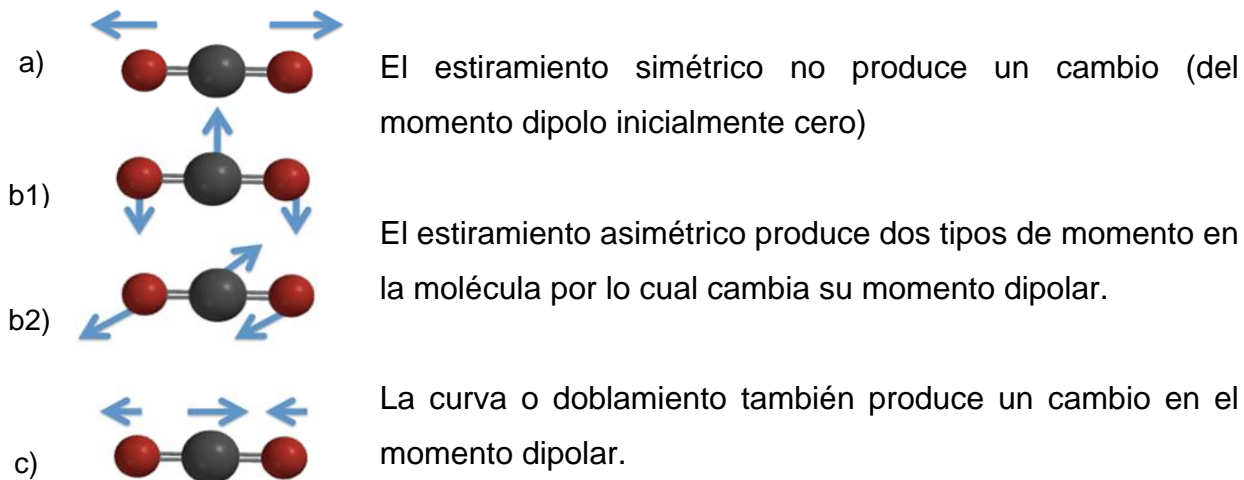 a)
El estiramiento simétrico no produce un cambio (del
momento dipolo inicialmente cero)
b1)
El estiramiento asimétrico produce dos tipos de momento en
la molécula por lo cual cambia su momento dipolar.
b2)
La curva o doblamiento también produce un cambio en el
momento dipolar.
c)